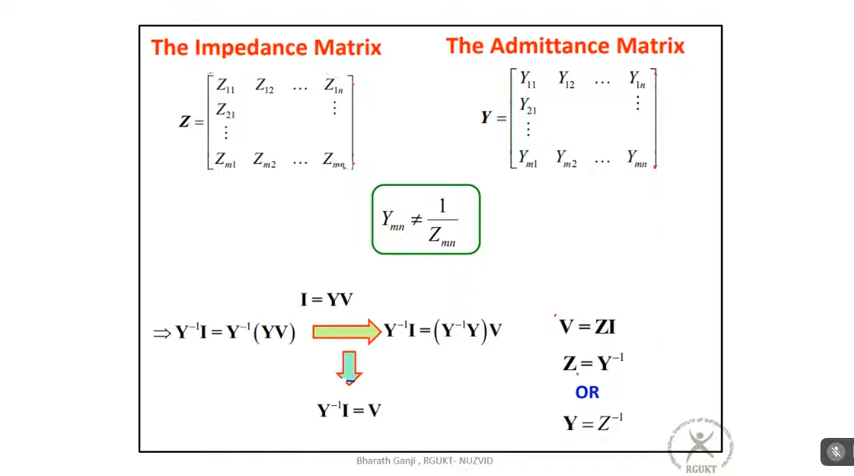 The Impedance Matrix
Z = [ Z11 Z12 … Z1n
Z21 ⋮
⋮
Zm1 Zm2 … Zmn ]
The Admittance Matrix
Y = [ Y11 Y12 … Y1n
Y21 ⋮
⋮
Ym1 Ym2 … Ymn ]
Ymn ≠ 1/Zmn
I = YV
⇒ Y⁻¹I = Y⁻¹(YV)
Y⁻¹I = (Y⁻¹Y)V
Y⁻¹I = V
V = ZI
Z = Y⁻¹
OR
Y = Z⁻¹
Bharath Ganji , RGUKT- NUZVID
RGUKT